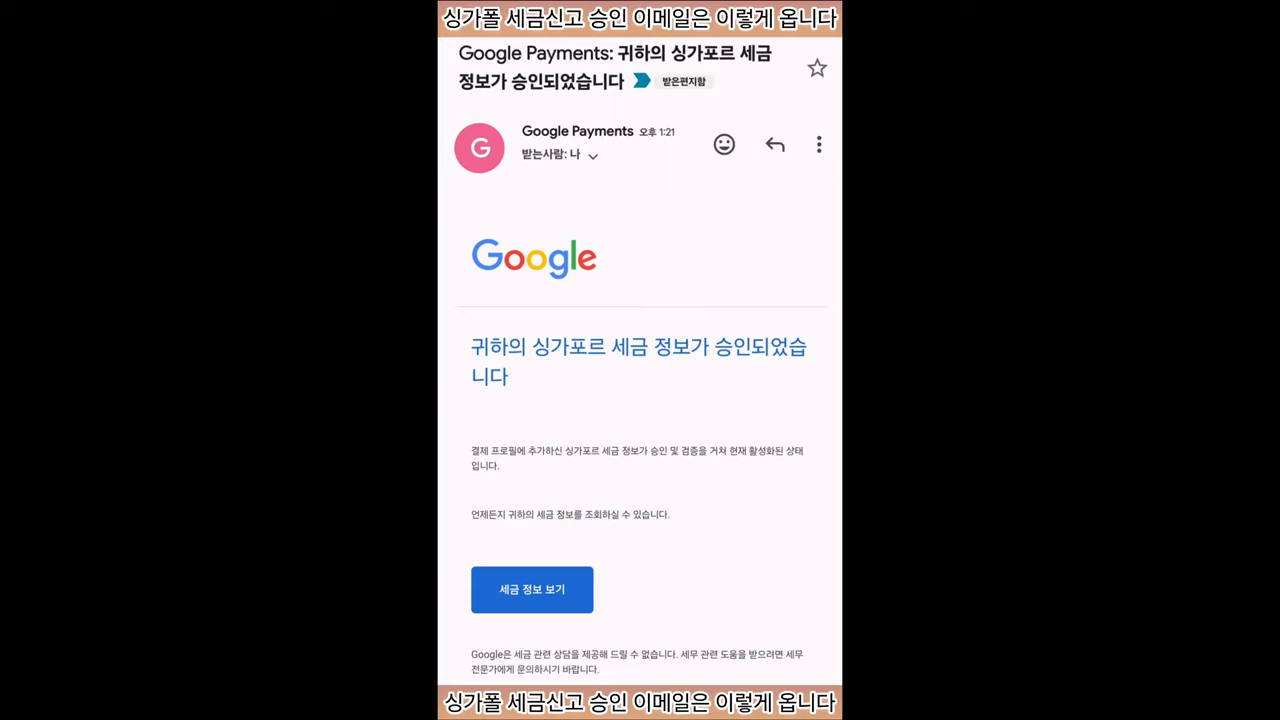 싱가폴 세금신고 승인 이메일은 이렇게 옵니다
Google Payments: 귀하의 싱가포르 세금
정보가 승인되었습니다 받은편지함
G
Google Payments 오후 1:21
받는사람: 나
Google
귀하의 싱가포르 세금 정보가 승인되었습
니다
결제 프로필에 추가하신 싱가포르 세금 정보가 승인 및 검증을 거쳐 현재 활성화된 상태
입니다.
언제든지 귀하의 세금 정보를 조회하실 수 있습니다.
세금 정보 보기
Google은 세금 관련 상담을 제공해 드릴 수 없습니다. 세무 관련 도움을 받으려면 세무
전문가에게 문의하시기 바랍니다.
싱가폴 세금신고 승인 이메일은 이렇게 옵니다